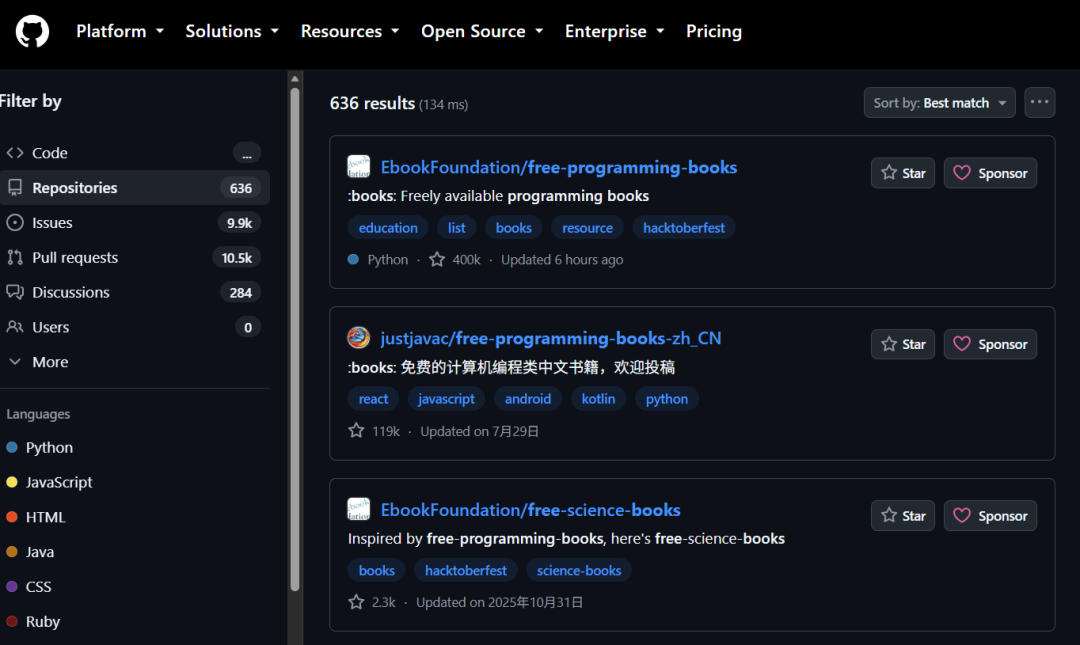 Platform Solutions Resources Open Source Enterprise Pricing
Filter by
Code ...
Repositories 636
Issues 9.9k
Pull requests 10.5k
Discussions 284
Users 0
More
Languages
Python
JavaScript
HTML
Java
CSS
Ruby
636 results (134 ms)
Sort by: Best match ...
EbookFoundation/free-programming-books
Star Sponsor
:books: Freely available programming books
education list books resource hacktoberfest
Python · 400k · Updated 6 hours ago
justjavac/free-programming-books-zh_CN
Star Sponsor
:books: 免费的计算机编程类中文书籍，欢迎投稿
react javascript android kotlin python
119k · Updated on 7月29日
EbookFoundation/free-science-books
Star Sponsor
Inspired by free-programming-books, here's free-science-books
books hacktoberfest science-books
2.3k · Updated on 2025年10月31日